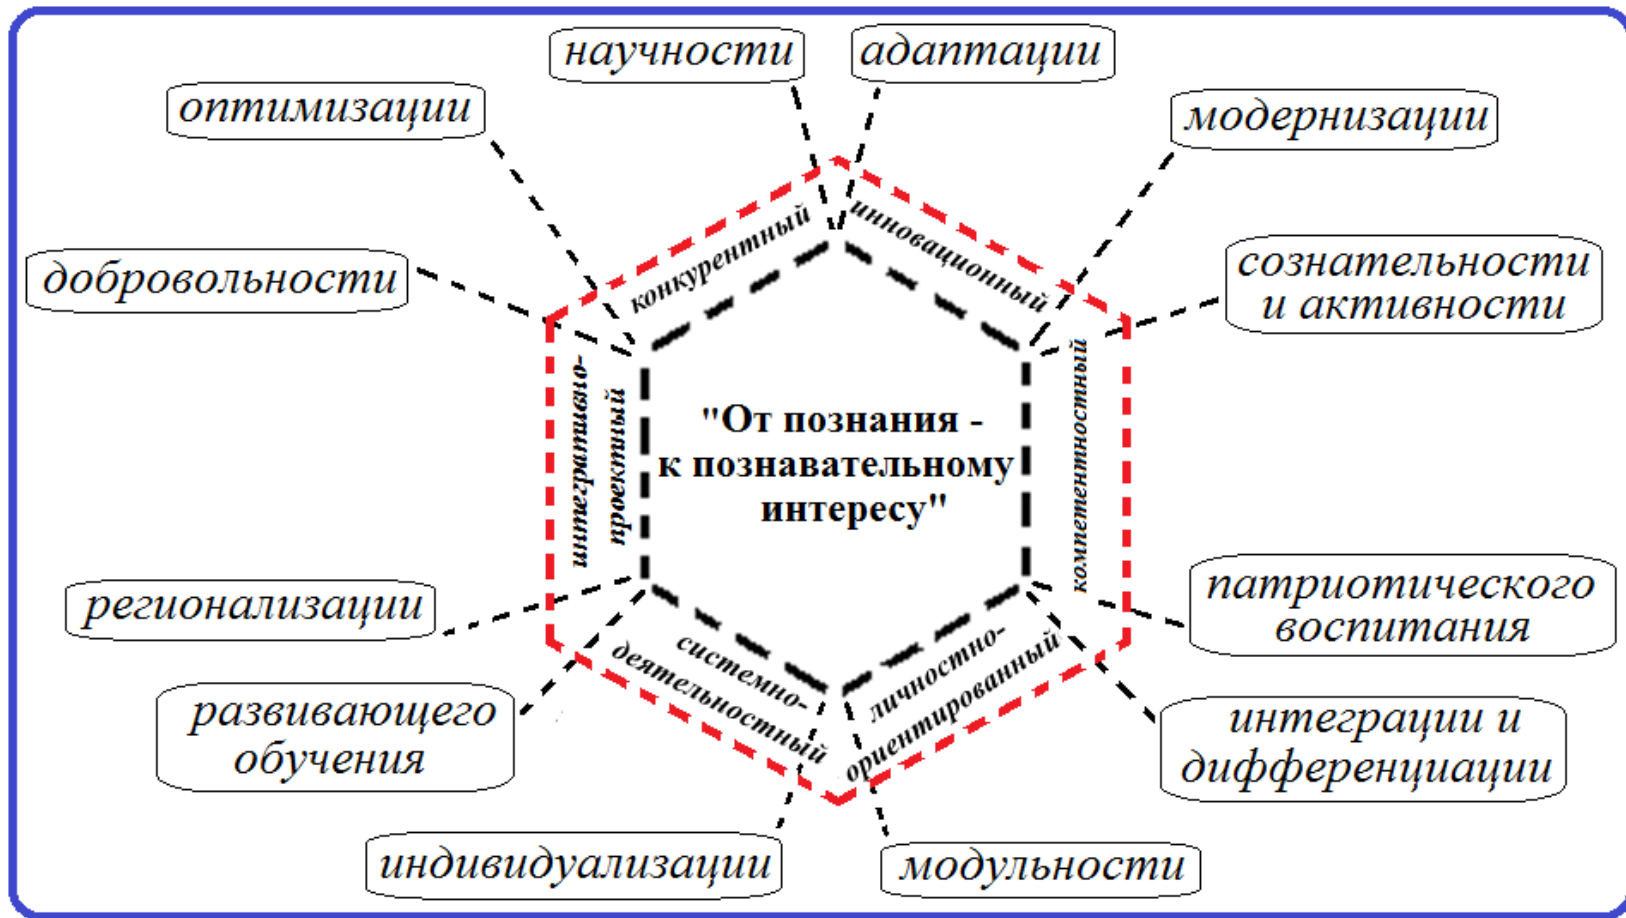 научности
адаптации
оптимизации
модернизации
конкурентный
инновационный
добровольности
сознательности
и активности
интегративно-
проектный
"От познания -
к познавательному
интересу"
компетентностный
регионализации
патриотического
воспитания
системно-
деятельностный
личностно-
ориентированный
развивающего
обучения
интеграции и
дифференциации
индивидуализации
модульности